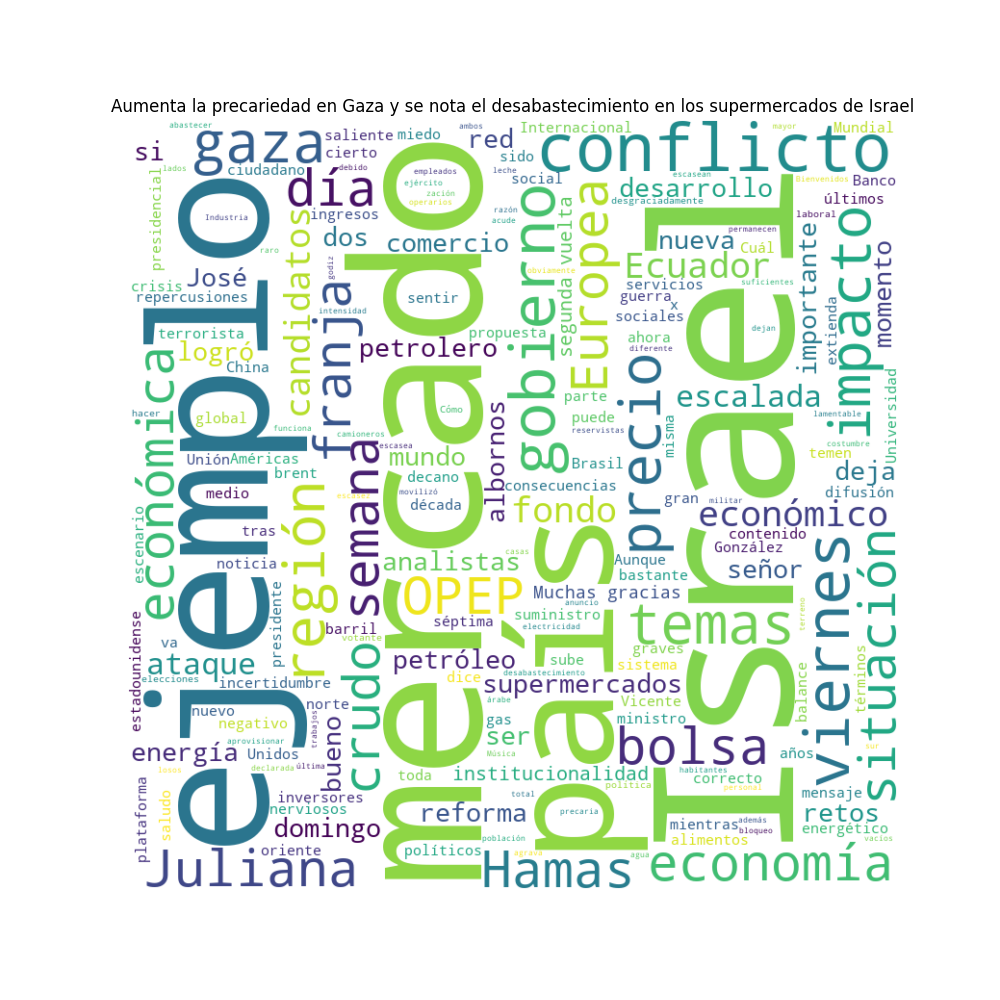 Aumenta la precariedad en Gaza y se nota el desabastecimiento en los supermercados de Israel
abastecer
saliente
miedo
ambos
red
Internacional
conflicto
mayor
Mundial
si
gaza
cierto
sido
lados
ciudadano
debido
empleados
leche
social
escasean
Bienvenidos
Banco
presidencial
día
ejército
zación
operarios
razón
acude
desarrollo
desgraciadamente
últimos
Industria
ingresos
laboral
raro
candidatos
dos
comercio
vuelta
segunda
nueva
permanecen
Cuál
importante
impacto
momento
José
godiz
obviamente
Ecuador
crisis
repercusiones
franja
sentir
gobierno
Europea
servicios
guerra
x
sociales
suficientes
extienda
intensidad
terrorista
logró
China
petrolero
propuesta
ahora
diferente
dejan
parte
precio
económica
ejemplo
mercado
país
Israel
hacer
global
Cómo
puede
escalada
lamentable
Universidad
funciona
camioneros
escasea
albornos
reservistas
misma
costumbre
Unión
Américas
mundo
Brasil
temen
brent
decano
consecuencias
gran
deja
medio
región
semana
escasez
movilizó
década
fondo
militar
difusión
escenario
tras
económico
contenido
González
noticia
analistas
casas
Aunque
bastante
señor
viernes
situación
OPEP
Muchas gracias
anuncio
suministro
temas
terreno
estadounidense
presidente
barril
séptima
electricidad
va
votante
crudo
petróleo
graves
ataque
dice
desabastecimiento
sube
sistema
elecciones
incertidumbre
supermercados
balance
términos
nuevo
norte
árabe
Vicente
negativo
trabajos
bueno
gas
ministro
aprovisionar
Música
ser
energía
Unidos
bolsa
años
sur
declarada
última
toda
institucionalidad
política
habitantes
correcto
personal
plataforma
saludo
inversores
nerviosos
total
mensaje
domingo
reforma
precaria
mientras
además
bloqueo
retos
energético
población
alimentos
vacíos
oriente
políticos
agrava
agua
Juliana
Hamas
economía